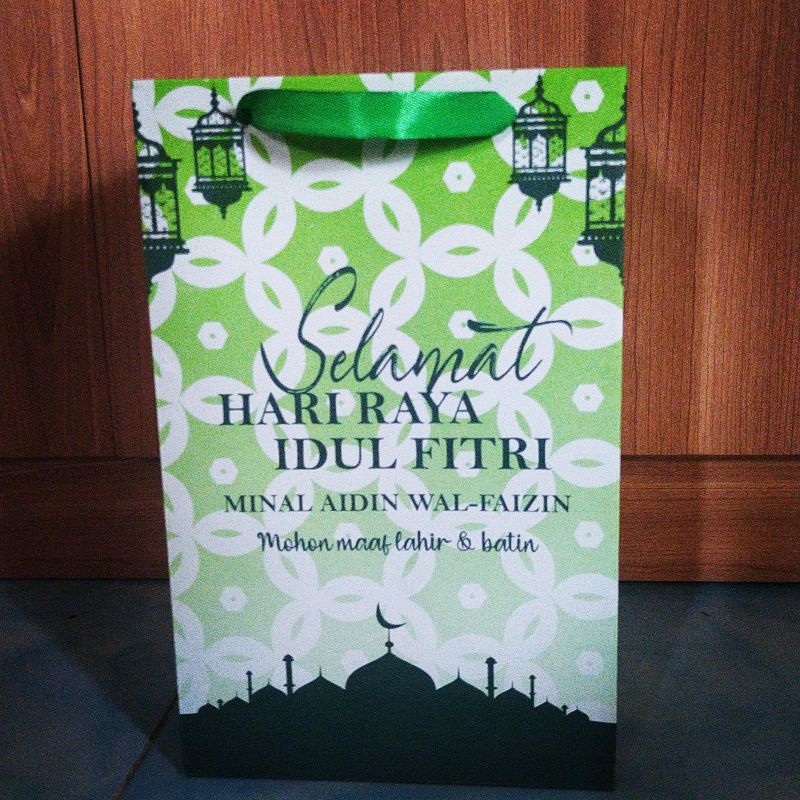 Selamat
HARI RAYA
IDUL FITRI
MINAL AIDIN WAL-FAIZIN
Mohon maaf lahir & batin